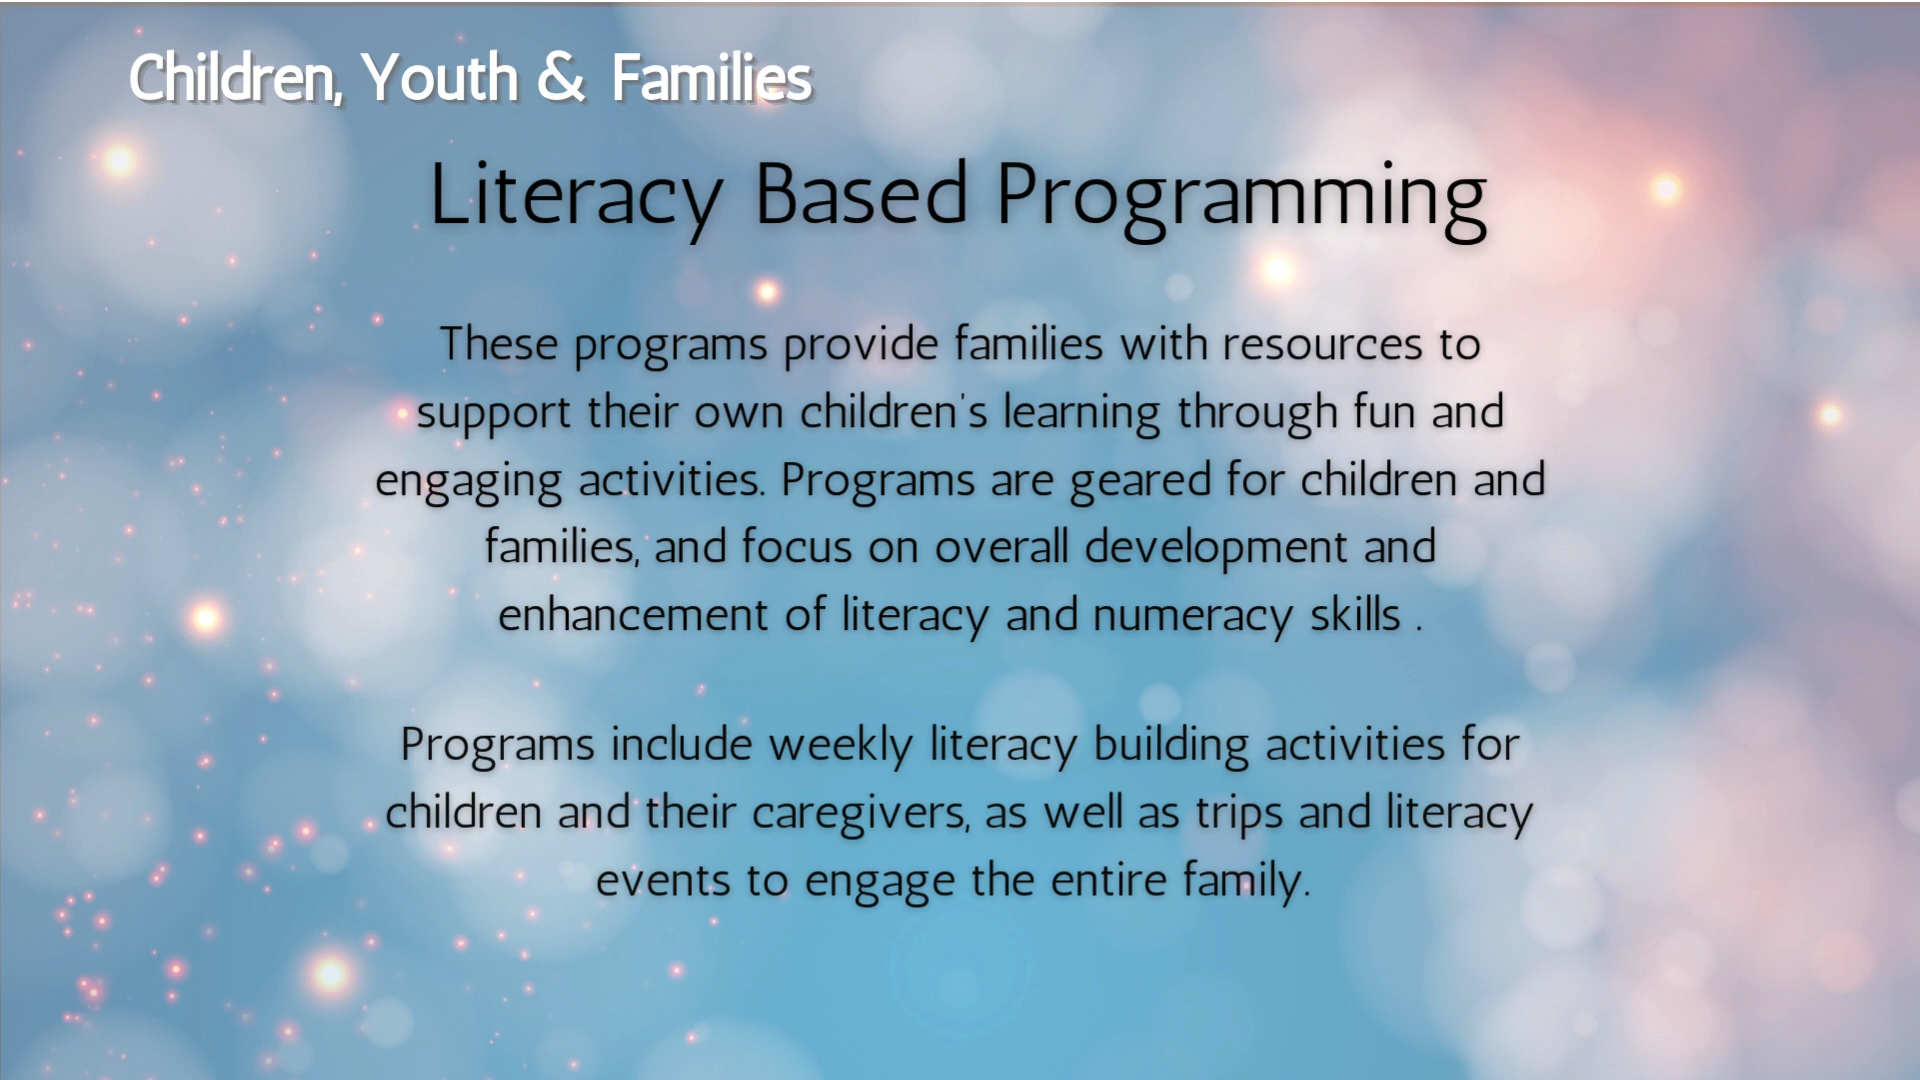 Children, Youth & Families
Literacy Based Programming
These programs provide families with resources to
support their own children's learning through fun and
engaging activities. Programs are geared for children and
families, and focus on overall development and
enhancement of literacy and numeracy skills .
Programs include weekly literacy building activities for
children and their caregivers, as well as trips and literacy
events to engage the entire family.